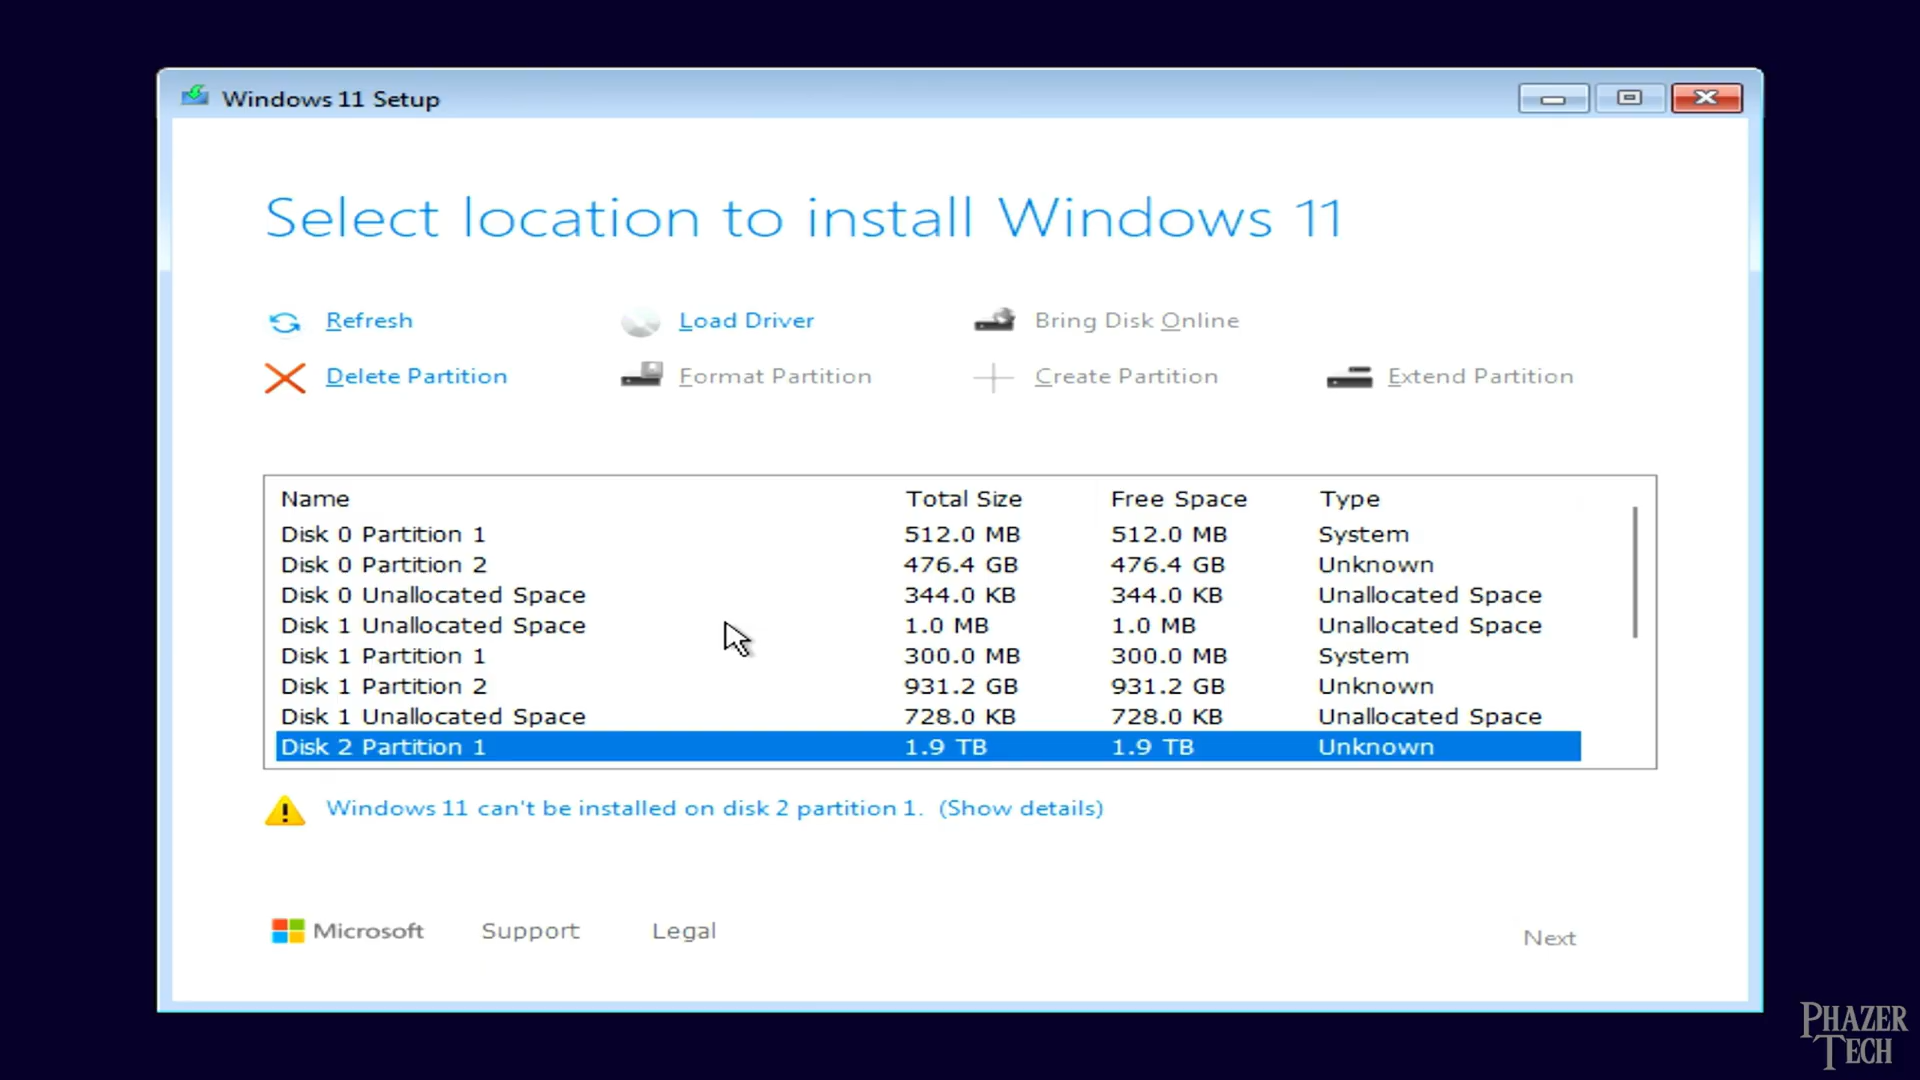 Windows 11 Setup
Select location to install Windows 11
Refresh Load Driver Bring Disk Online
Delete Partition Format Partition Create Partition Extend Partition
Name Total Size Free Space Type
Disk 0 Partition 1 512.0 MB 512.0 MB System
Disk 0 Partition 2 476.4 GB 476.4 GB Unknown
Disk 0 Unallocated Space 344.0 KB 344.0 KB Unallocated Space
Disk 1 Unallocated Space 1.0 MB 1.0 MB Unallocated Space
Disk 1 Partition 1 300.0 MB 300.0 MB System
Disk 1 Partition 2 931.2 GB 931.2 GB Unknown
Disk 1 Unallocated Space 728.0 KB 728.0 KB Unallocated Space
Disk 2 Partition 1 1.9 TB 1.9 TB Unknown
Windows 11 can't be installed on disk 2 partition 1. (Show details)
Microsoft Support Legal Next
PHAZER
TECH